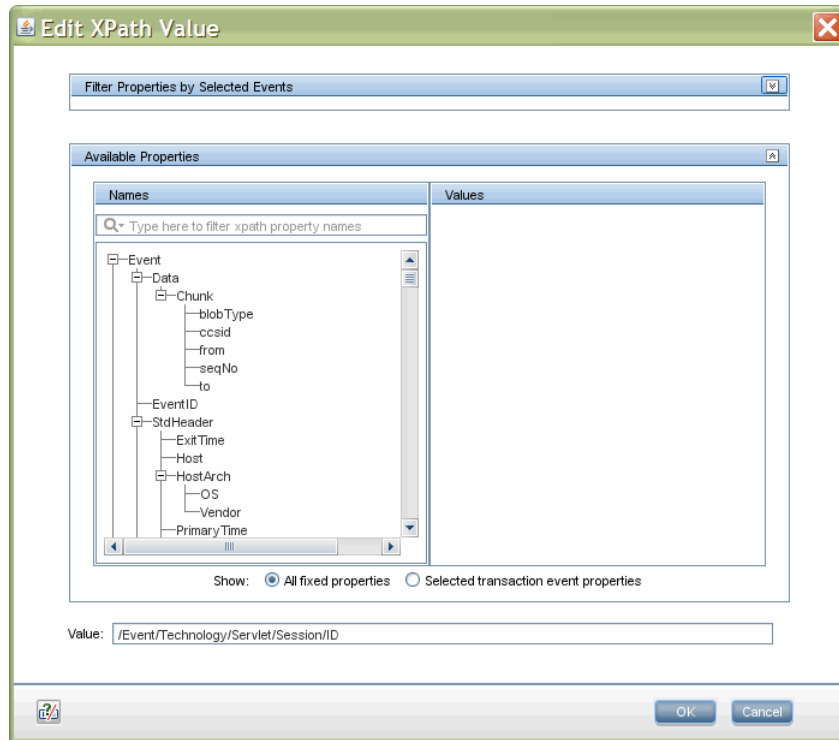 Edit XPath Value
Filter Properties by Selected Events
Available Properties
Names
Values
Type here to filter xpath property names
Event
Data
Chunk
blobType
ccsid
from
seqNo
to
EventID
StdHeader
ExitTime
Host
HostArch
OS
Vendor
PrimaryTime
Show: All fixed properties Selected transaction event properties
Value: /Event/Technology/Servlet/Session/ID
OK Cancel